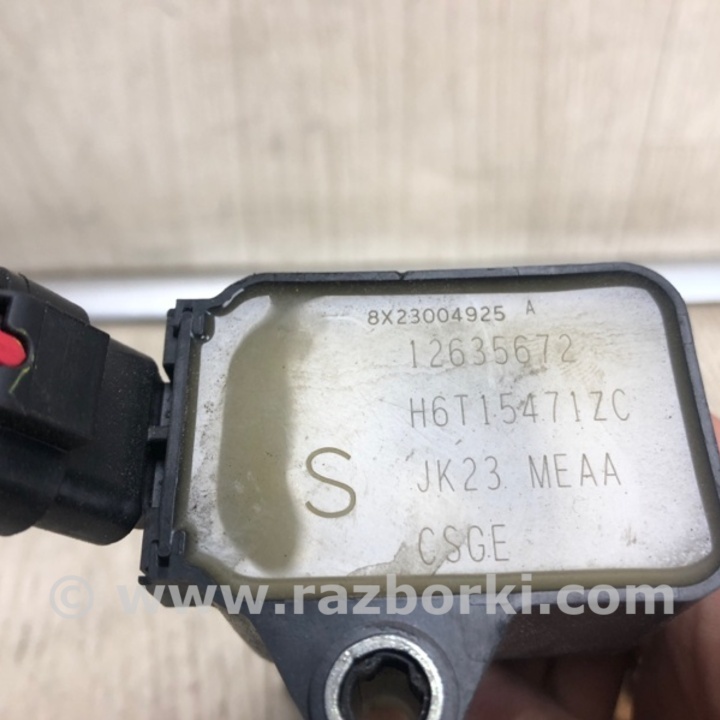 8X23004925 A
12635672
H6T15471ZC
S
JK23 MEAA
CSGE
© www.razborki.com